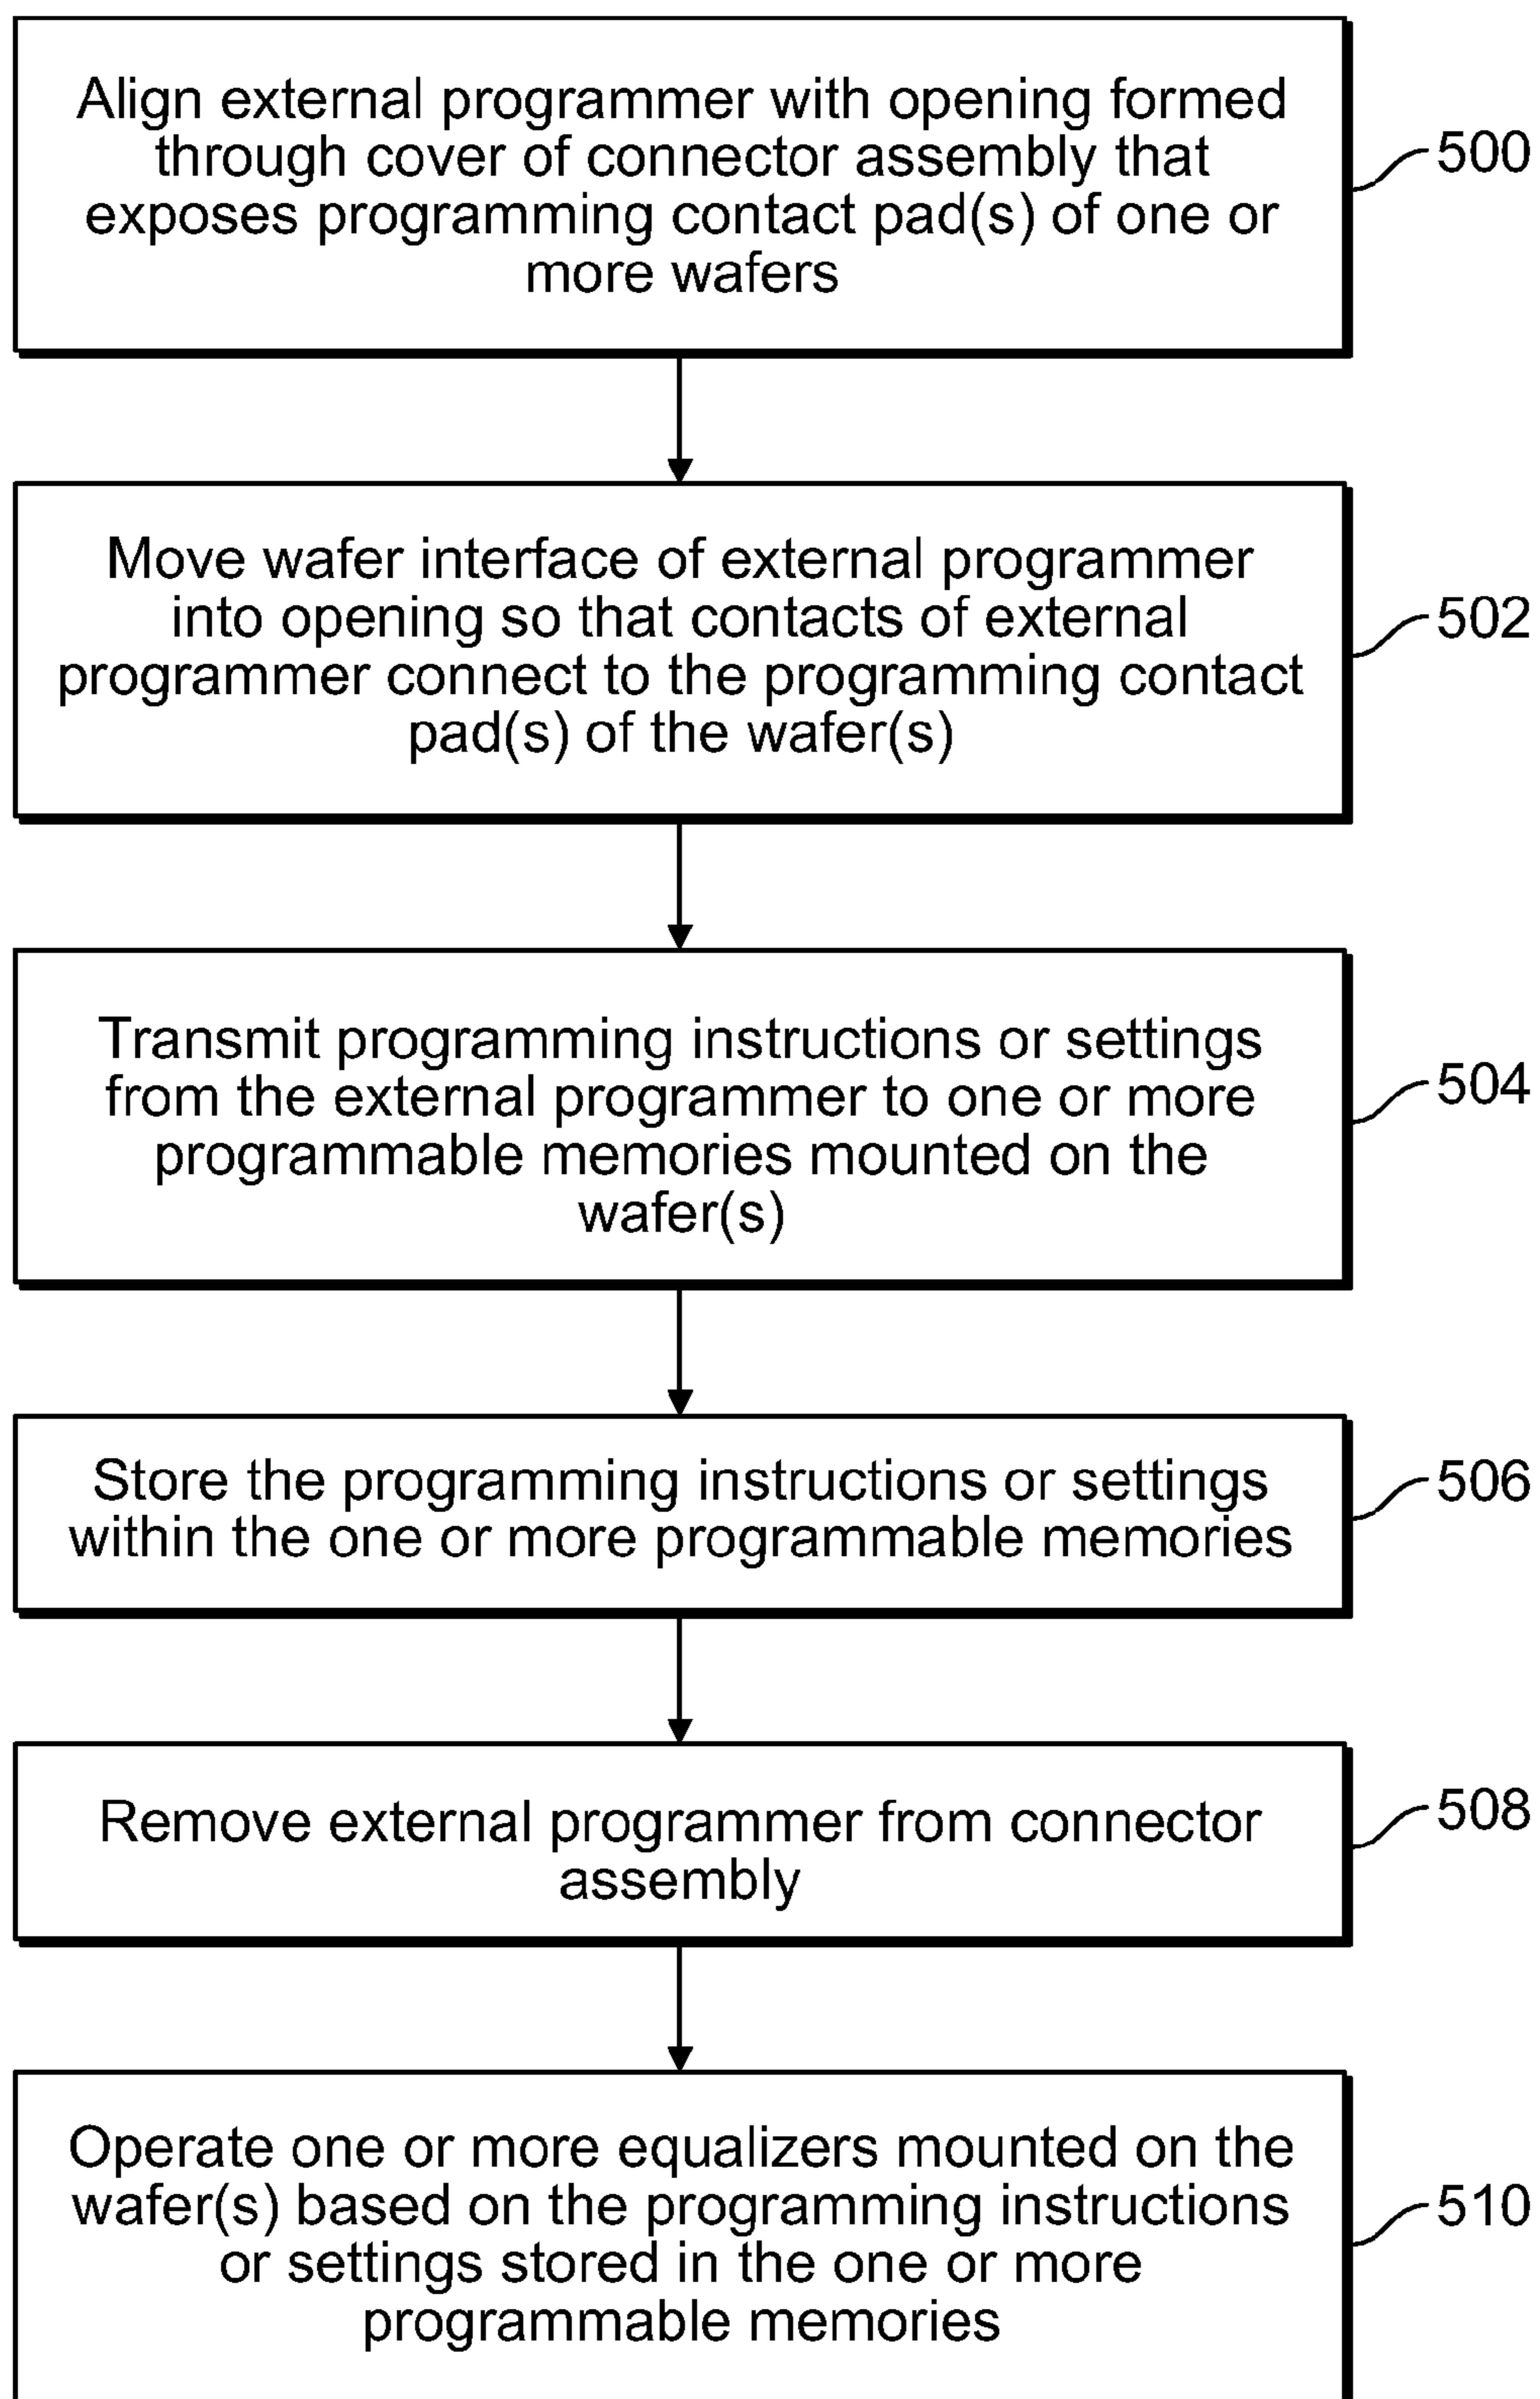 Align external programmer with opening formed
through cover of connector assembly that
exposes programming contact pad(s) of one or
more wafers
500
Move wafer interface of external programmer
into opening so that contacts of external
programmer connect to the programming contact
pad(s) of the wafer(s)
502
Transmit programming instructions or settings
from the external programmer to one or more
programmable memories mounted on the
wafer(s)
504
Store the programming instructions or settings
within the one or more programmable memories
506
Remove external programmer from connector
assembly
508
Operate one or more equalizers mounted on the
wafer(s) based on the programming instructions
or settings stored in the one or more
programmable memories
510